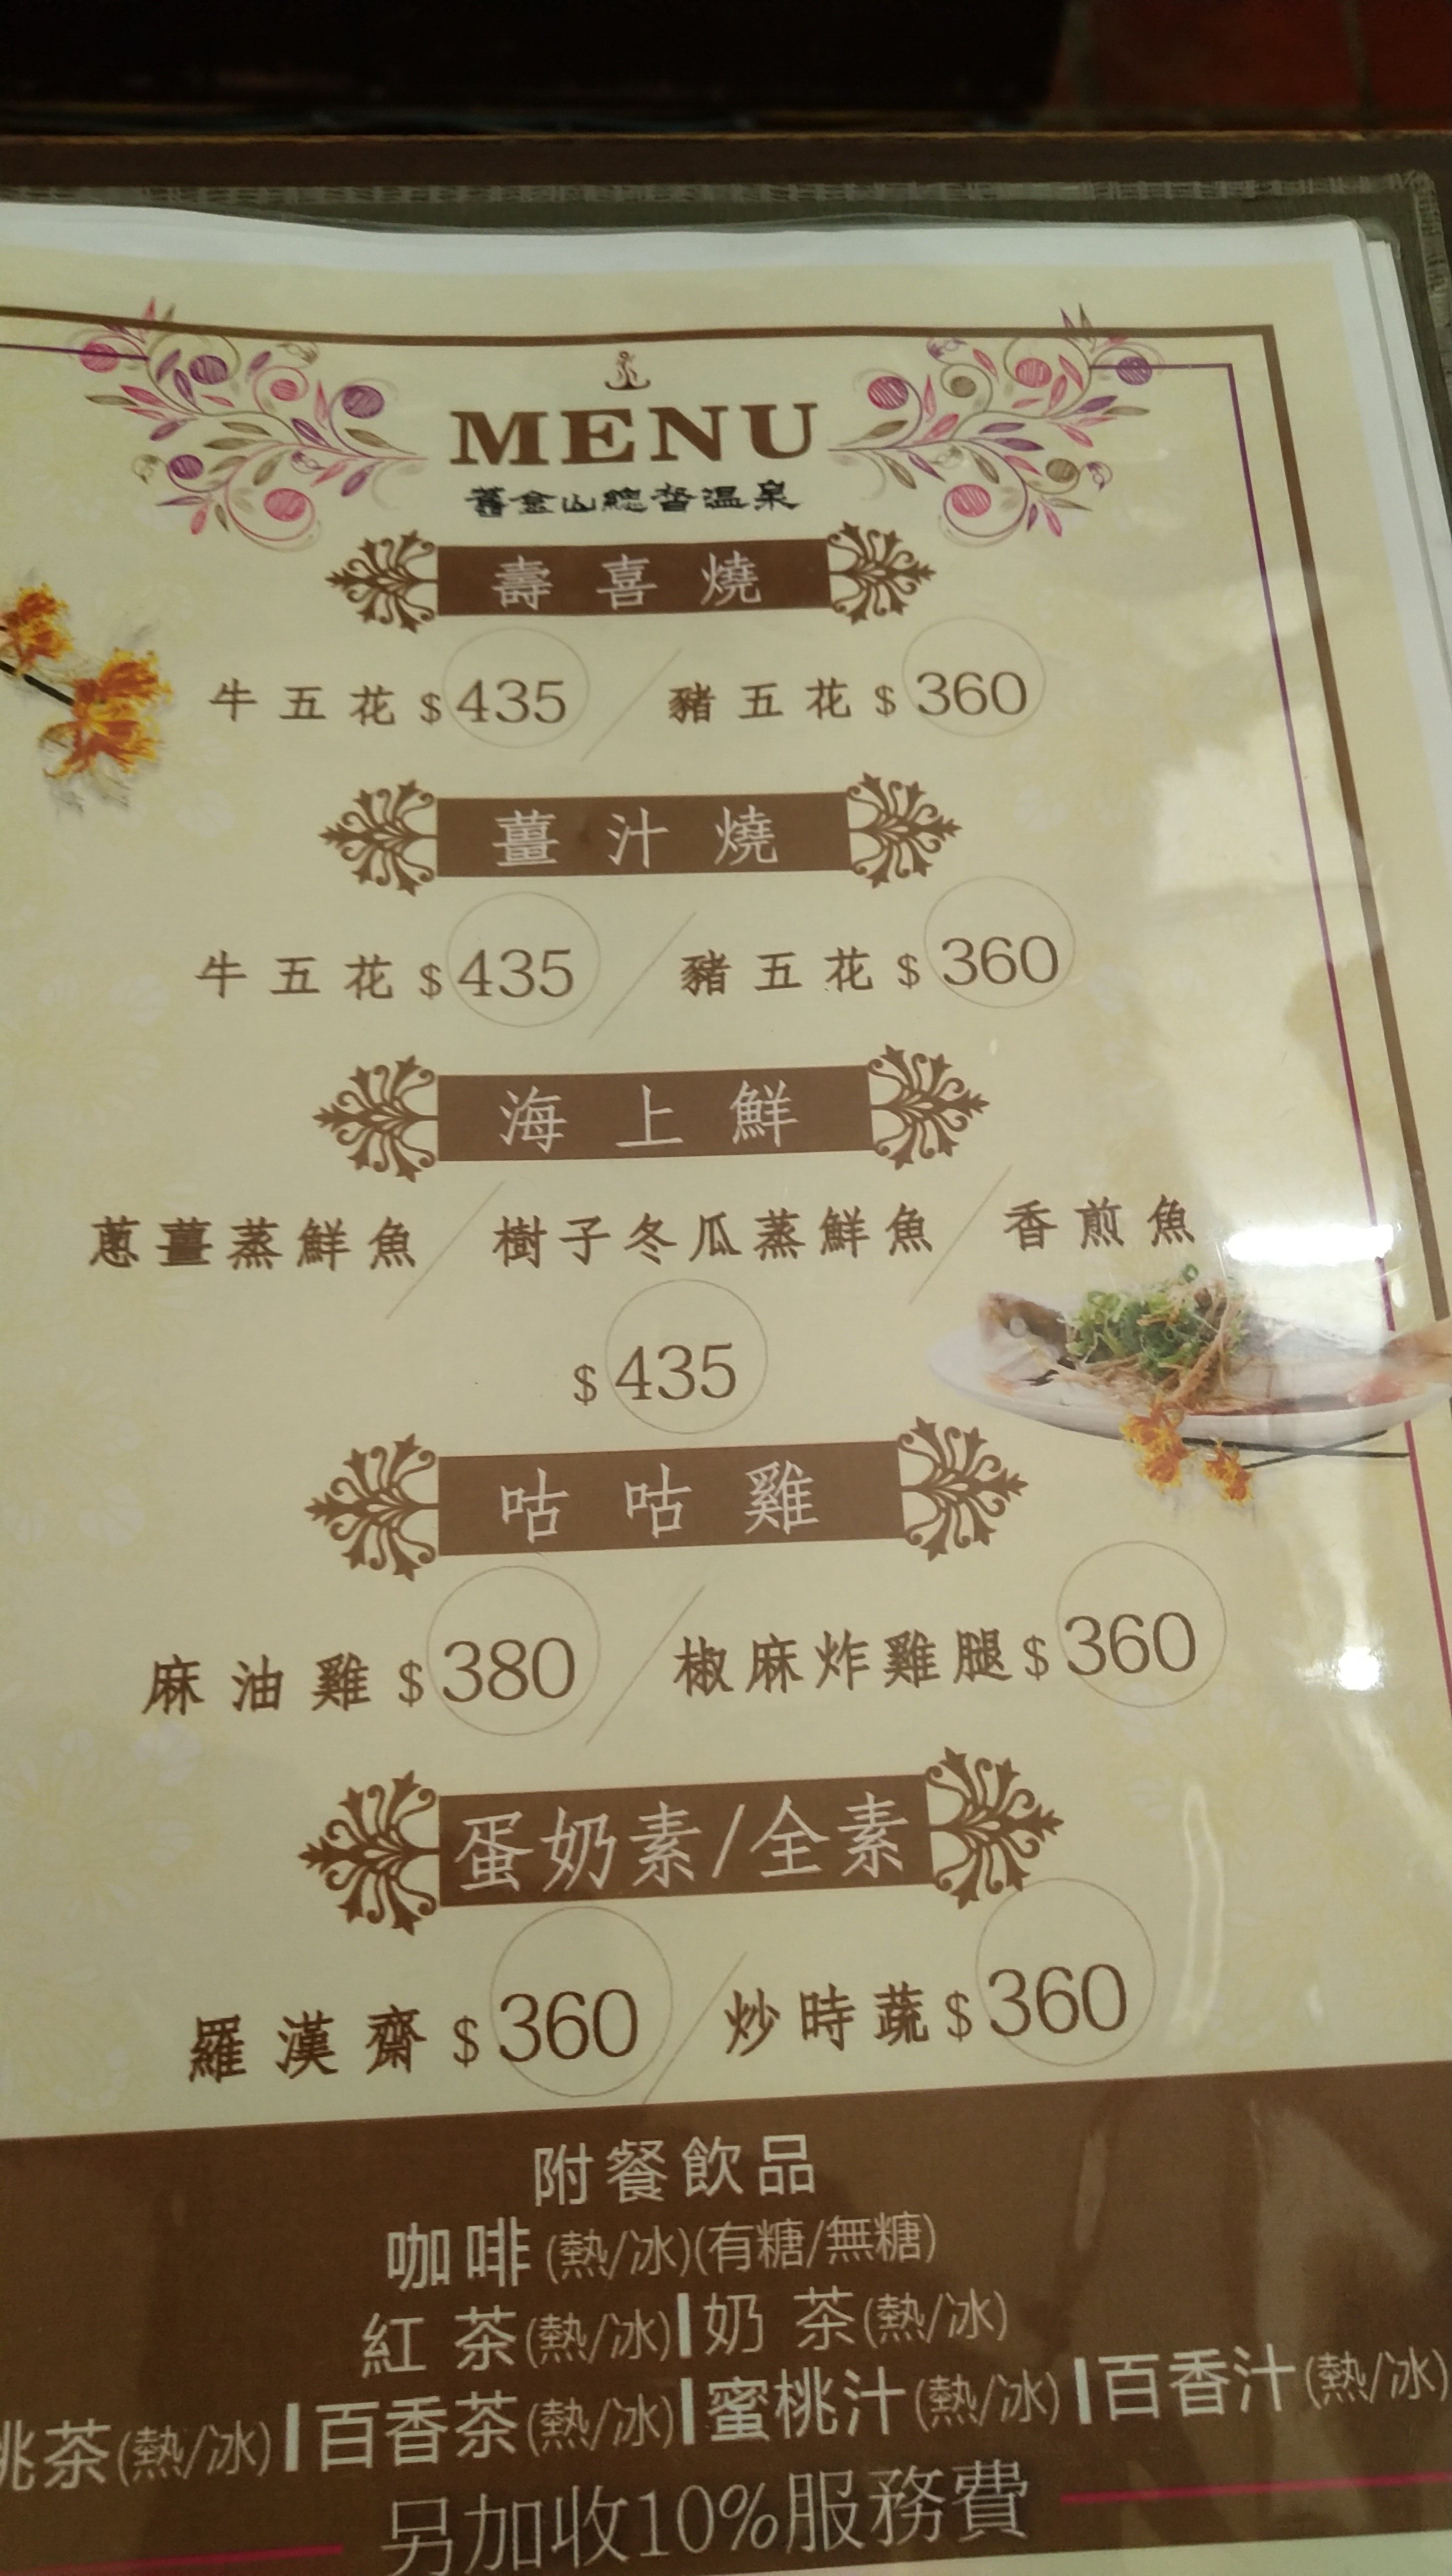 MENU
舊金山總督温泉
壽喜燒
牛五花$435／豬五花$360
薑汁燒
牛五花$435／豬五花$360
海上鮮
蔥薑蒸鮮魚／樹子冬瓜蒸鮮魚／香煎魚
$435
咕咕雞
麻油雞$380／椒麻炸雞腿$360
蛋奶素/全素
羅漢齋$360／炒時蔬$360
附餐飲品
咖啡(熱/冰)(有糖/無糖)
紅茶(熱/冰)|奶茶(熱/冰)
桃茶(熱/冰)|百香茶(熱/冰)|蜜桃汁(熱/冰)|百香汁(熱/冰)
另加收10%服務費